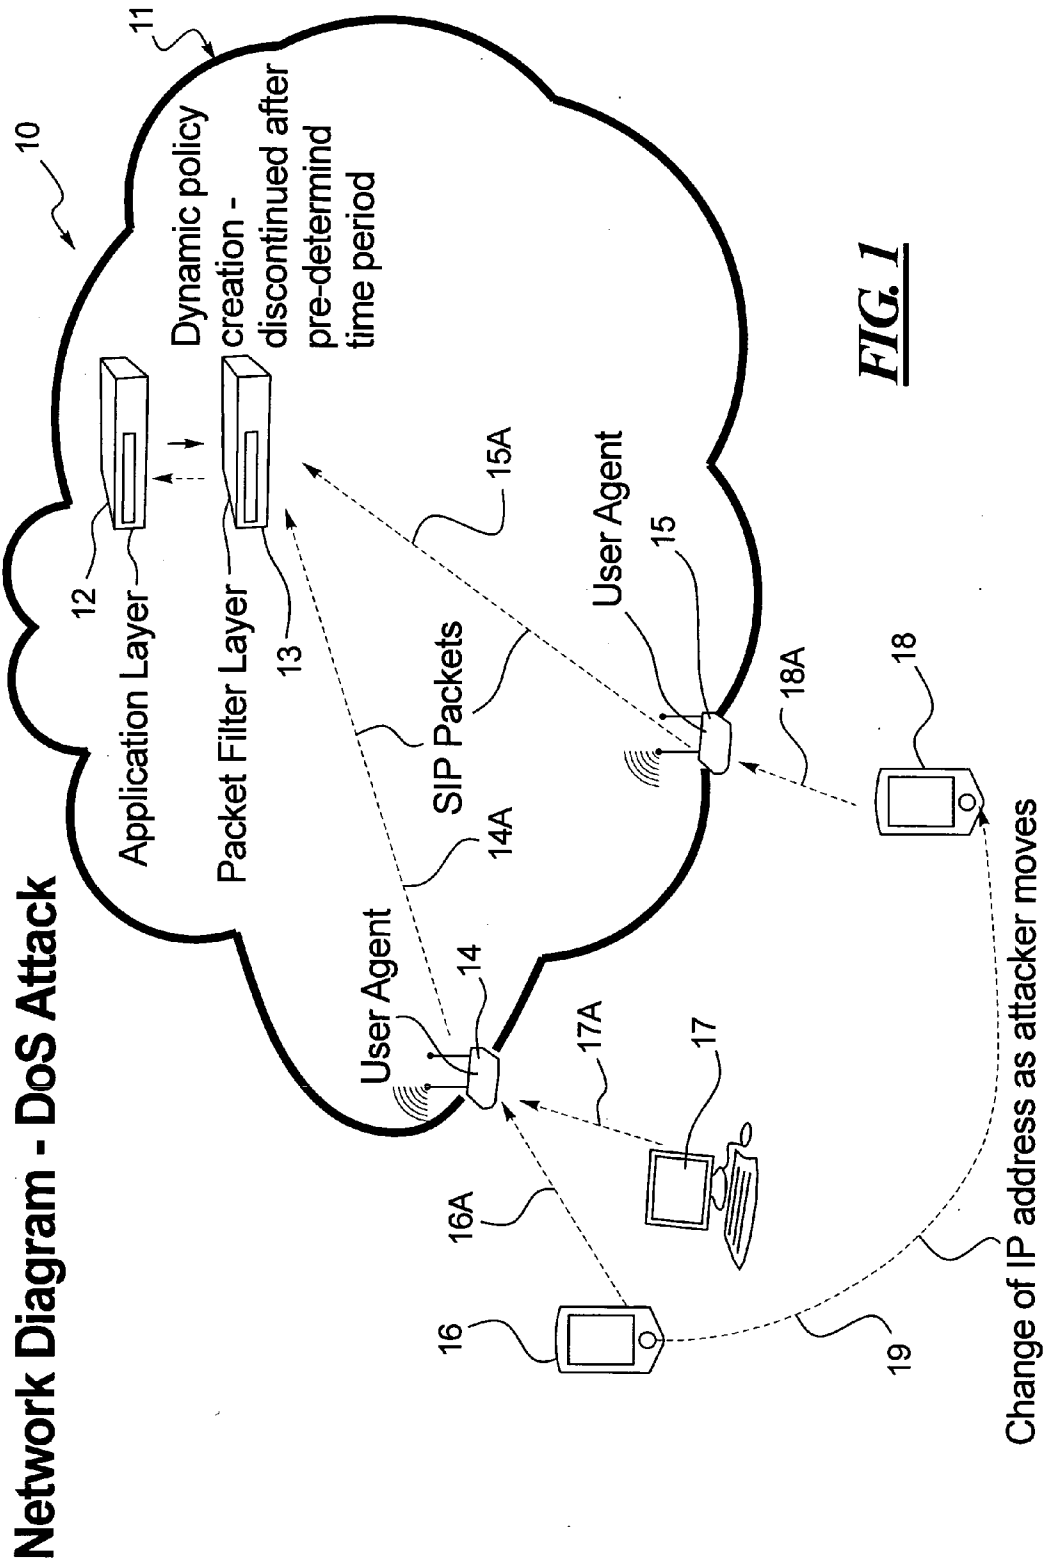 Network Diagram - DoS Attack
10
11
12
Application Layer
Packet Filter Layer
13
Dynamic policy
creation -
discontinued after
pre-determind
time period
SIP Packets
14A
15A
User Agent
14
User Agent
15
16A
17A
18A
16
17
18
19
Change of IP address as attacker moves
FIG. 1